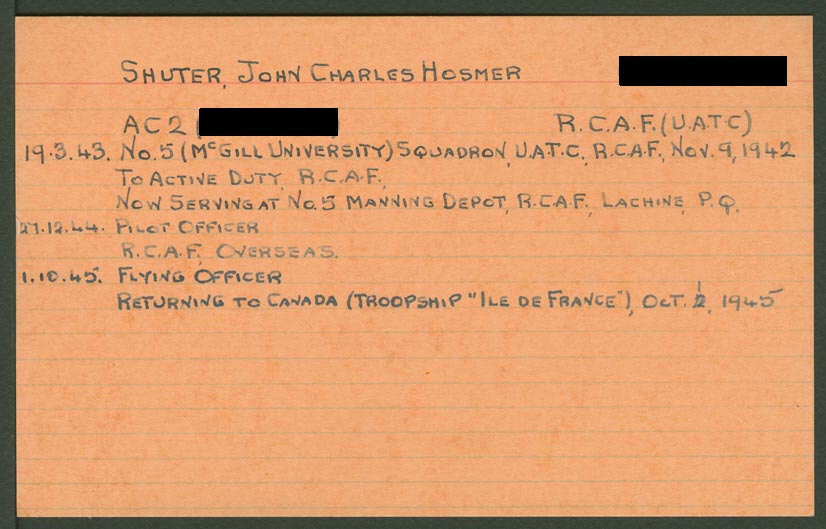 SHUTER, JOHN CHARLES HOSMER
AC2 ( ) R.C.A.F. (U.A.T.C)
19.3.43. No. 5 (McGILL UNIVERSITY) SQUADRON, U.A.T.C., R.C.A.F., NOV. 9, 1942
TO ACTIVE DUTY, R.C.A.F.,
NOW SERVING AT No. 5 MANNING DEPOT, R.C.A.F., LACHINE, P.Q.
27.12.44. PILOT OFFICER
R.C.A.F. OVERSEAS.
1.10.45. FLYING OFFICER
RETURNING TO CANADA (TROOPSHIP "ILE DE FRANCE"), OCT. , 1945